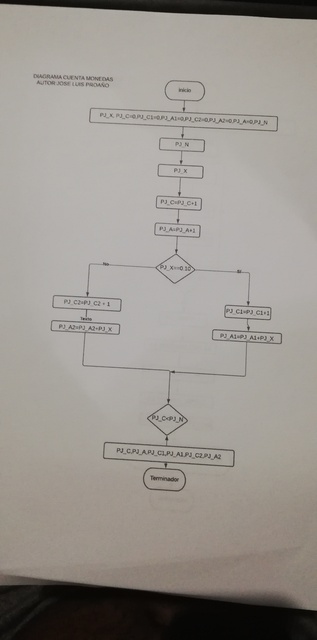 DIAGRAMA CUENTA MONEDAS
AUTOR:JOSE LUIS PROAÑO
Inicio
PJ_X, PJ_C=0,PJ_C1=0,PJ_A1=0,PJ_C2=0,PJ_A2=0,PJ_A=0,PJ_N
PJ_N
PJ_X
PJ_C=PJ_C+1
PJ_A=PJ_A+1
PJ_X==0.10
No
SI
PJ_C2=PJ_C2 + 1
PJ_C1=PJ_C1+1
Texto
PJ_A2=PJ_A2+PJ_X
PJ_A1=PJ_A1+PJ_X
PJ_C<PJ_N
PJ_C,PJ_A,PJ_C1,PJ_A1,PJ_C2,PJ_A2
Terminador